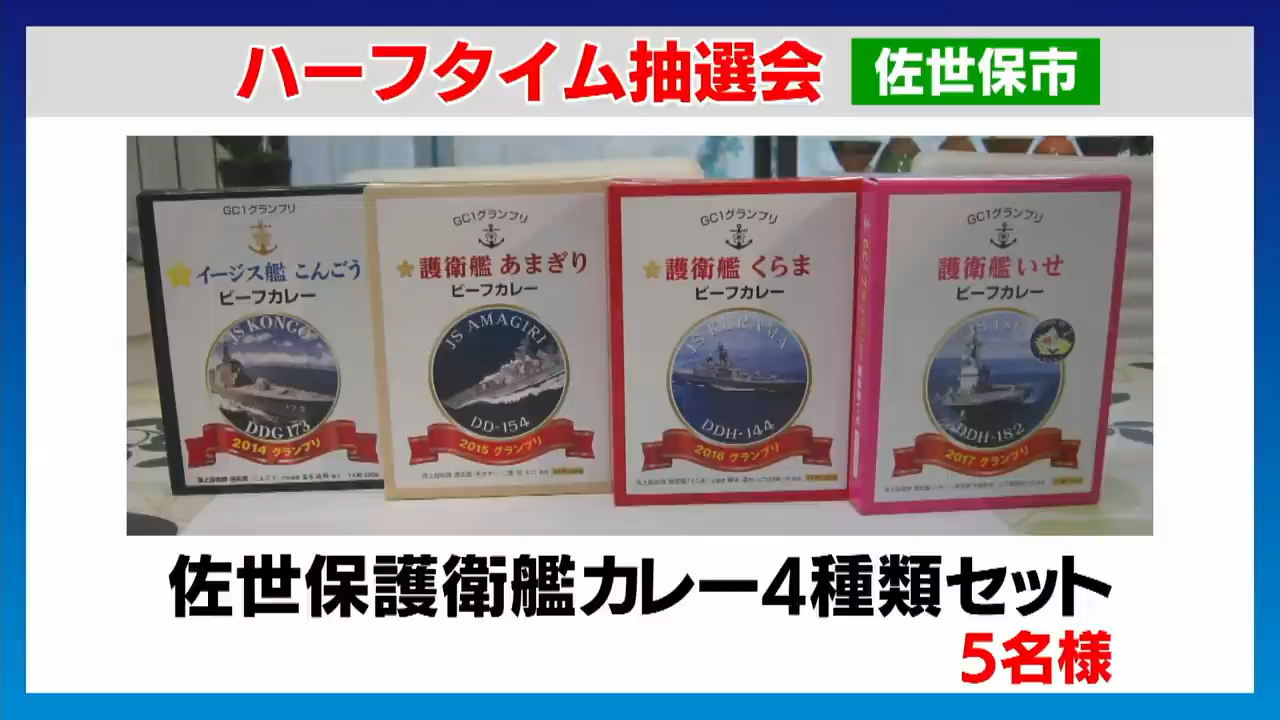 ハーフタイム抽選会 佐世保市
GC1グランプリ
イージス艦 こんごう
ビーフカレー
JS KONGO
DDG 173
2014 グランプリ
GC1グランプリ
護衛艦 あまぎり
ビーフカレー
JS AMAGIRI
DD-154
2015 グランプリ
GC1グランプリ
護衛艦 くらま
ビーフカレー
JS KURAMA
DDH-144
2016 グランプリ
GC1グランプリ
護衛艦 いせ
ビーフカレー
JS ISE
DDH-182
2017 グランプリ
佐世保護衛艦カレー4種類セット
5名様